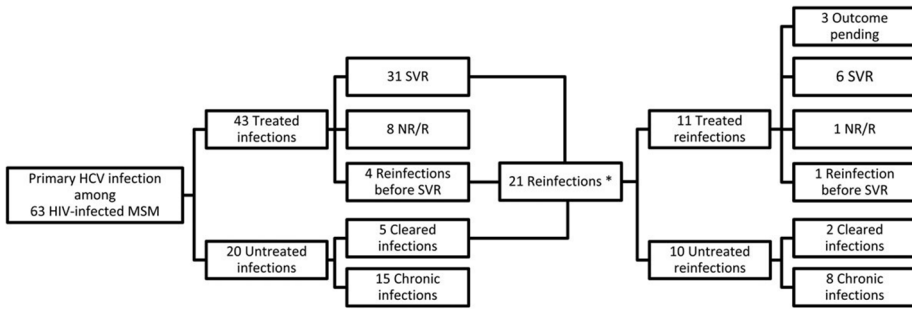 Primary HCV infection
among
63 HIV-infected MSM
43 Treated
infections
20 Untreated
infections
31 SVR
8 NR/R
4 Reinfections
before SVR
5 Cleared
infections
15 Chronic
infections
21 Reinfections *
11 Treated
reinfections
10 Untreated
reinfections
3 Outcome
pending
6 SVR
1 NR/R
1 Reinfection
before SVR
2 Cleared
infections
8 Chronic
infections